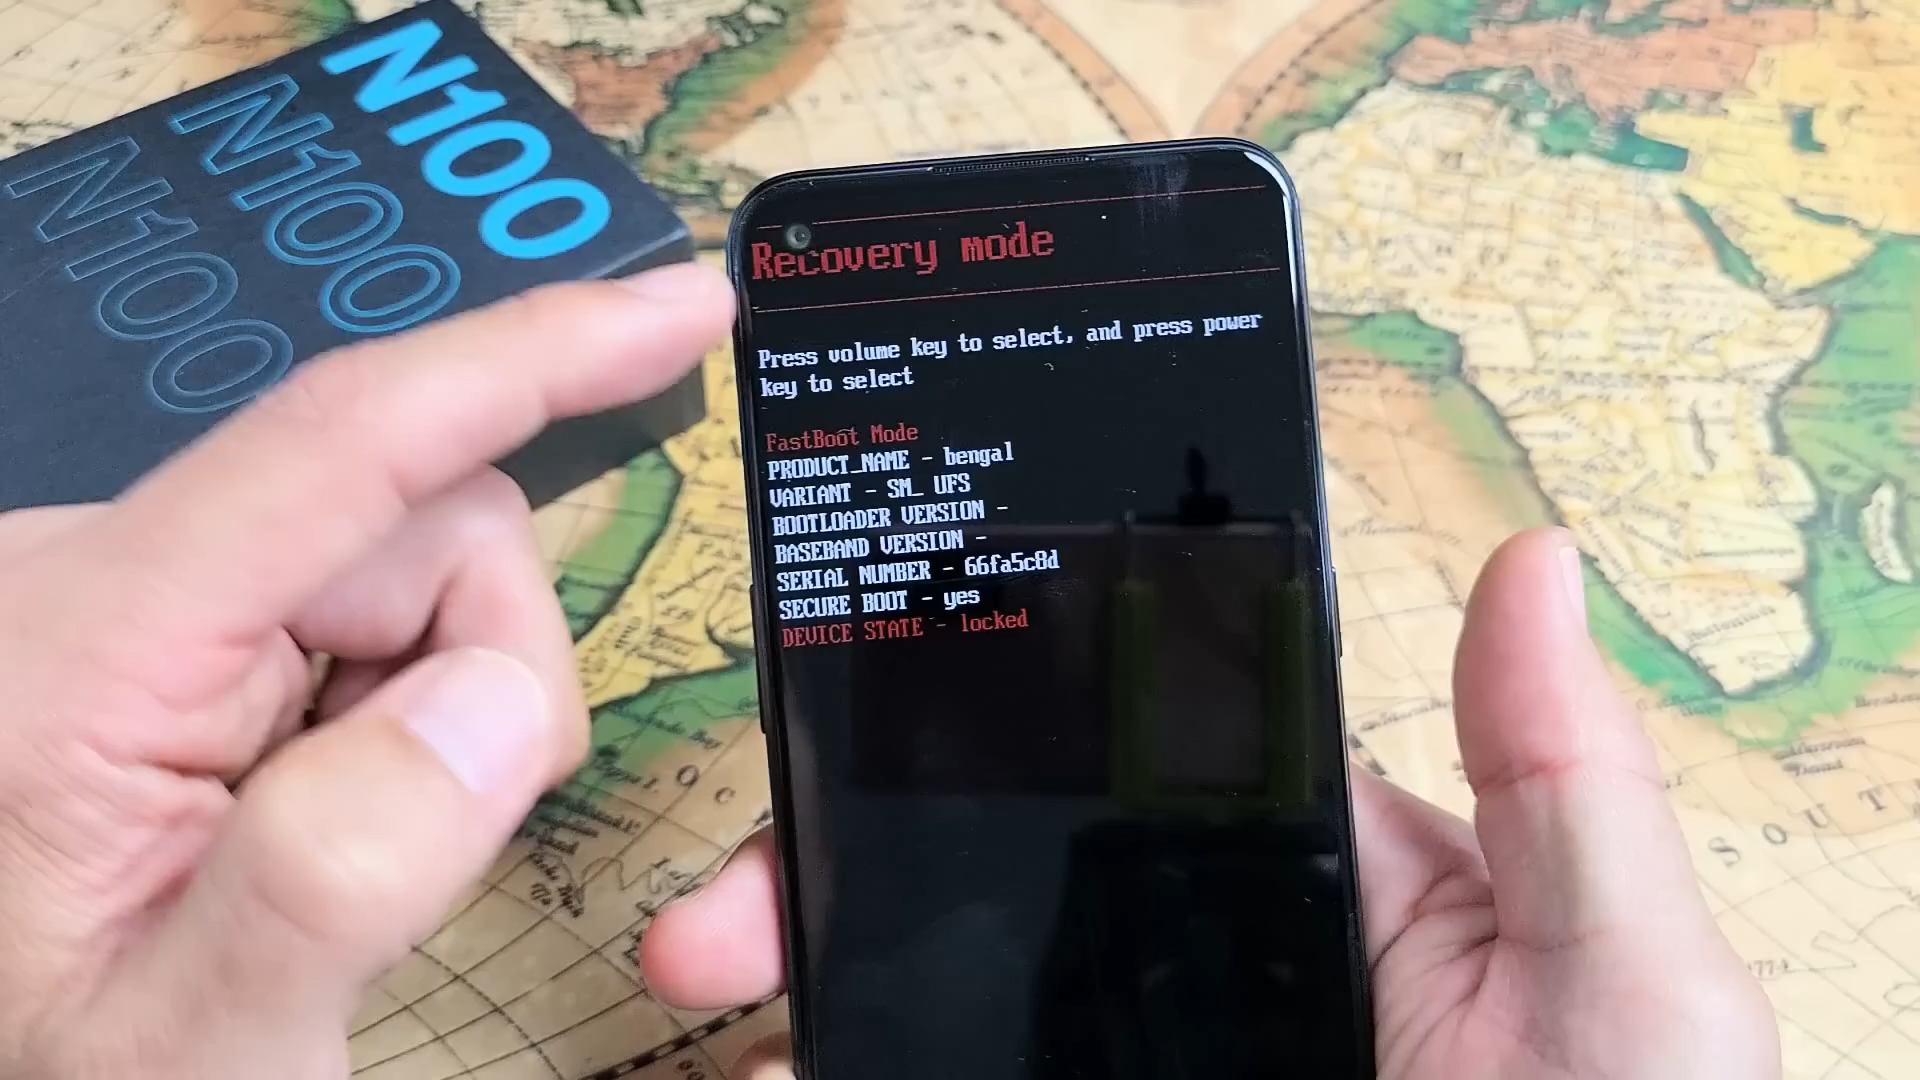 N100
N100
N100
Recovery mode
Press volume key to select, and press power
key to select
FastBoot Mode
PRODUCT_NAME - bengal
VARIANT - SM_ UFS
BOOTLOADER VERSION -
BASEBAND VERSION -
SERIAL NUMBER - 66fa5c8d
SECURE BOOT - yes
DEVICE STATE - locked
SOUT